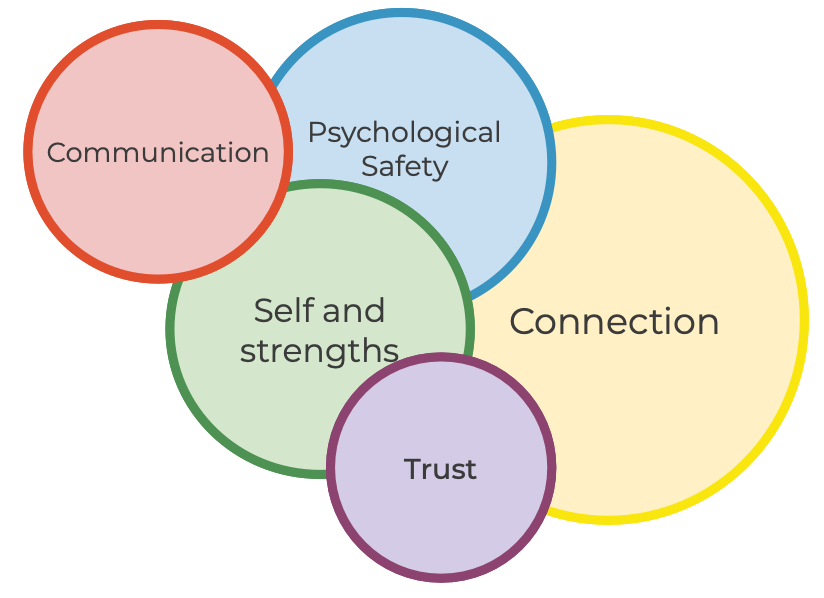 Communication
Psychological
Safety
Self and
strengths
Connection
Trust